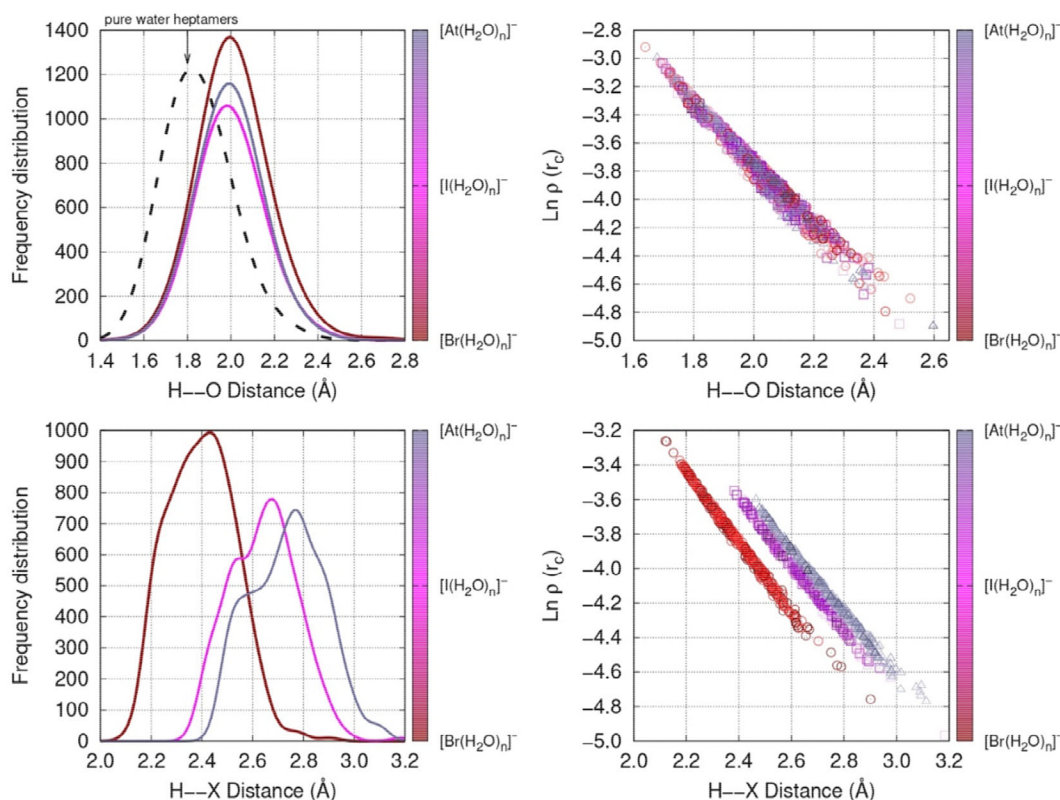 pure water heptamers
Frequency distribution
1400
1200
1000
800
600
400
200
0
1.4 1.6 1.8 2.0 2.2 2.4 2.6 2.8
H−−O Distance (Å)
[At(H₂O)ₙ]⁻
[I(H₂O)ₙ]⁻
[Br(H₂O)ₙ]⁻
Ln ρ (r꜀)
−2.8
−3.0
−3.2
−3.4
−3.6
−3.8
−4.0
−4.2
−4.4
−4.6
−4.8
−5.0
1.6 1.8 2.0 2.2 2.4 2.6
H−−O Distance (Å)
[At(H₂O)ₙ]⁻
[I(H₂O)ₙ]⁻
[Br(H₂O)ₙ]⁻
Frequency distribution
1000
900
800
700
600
500
400
300
200
100
0
2.0 2.2 2.4 2.6 2.8 3.0 3.2
H−−X Distance (Å)
[At(H₂O)ₙ]⁻
[I(H₂O)ₙ]⁻
[Br(H₂O)ₙ]⁻
Ln ρ (r꜀)
−3.2
−3.4
−3.6
−3.8
−4.0
−4.2
−4.4
−4.6
−4.8
−5.0
2.0 2.2 2.4 2.6 2.8 3.0 3.2
H−−X Distance (Å)
[At(H₂O)ₙ]⁻
[I(H₂O)ₙ]⁻
[Br(H₂O)ₙ]⁻